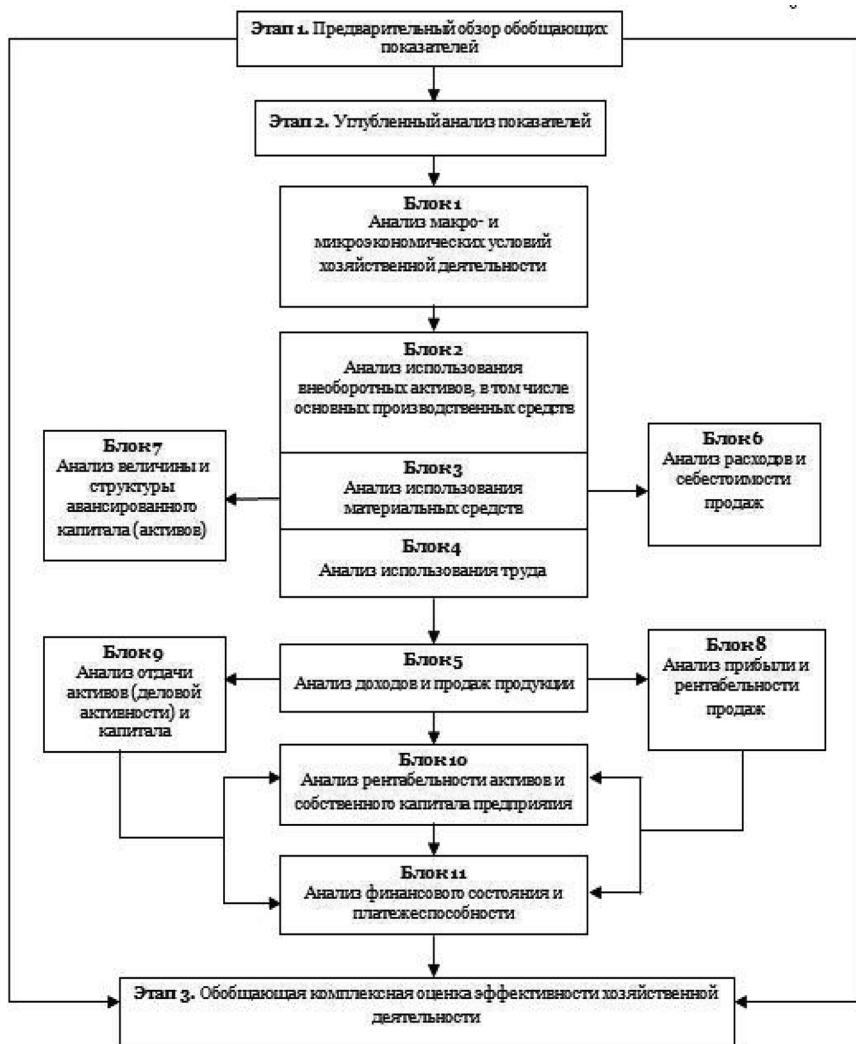 Этап 1. Предварительный обзор обобщающих
показателей
Этап 2. Углубленный анализ показателей
Блок 1
Анализ макро- и
микроэкономических условий
хозяйственной деятельности
Блок 2
Анализ использования
внеоборотных активов, в том числе
основных производственных средств
Блок 7
Анализ величины и
структуры
авансированного
капитала (активов)
Блок 3
Анализ использования
материальных средств
Блок 6
Анализ расходов и
себестоимости
продаж
Блок 4
Анализ использования труда
Блок 9
Анализ отдачи
активов (деловой
активности) и
капитала
Блок 5
Анализ доходов и продаж продукции
Блок 8
Анализ прибыли и
рентабельности
продаж
Блок 10
Анализ рентабельности активов и
собственного капитала предприятия
Блок 11
Анализ финансового состояния и
платежеспособности
Этап 3. Обобщающая комплексная оценка эффективности хозяйственной
деятельности